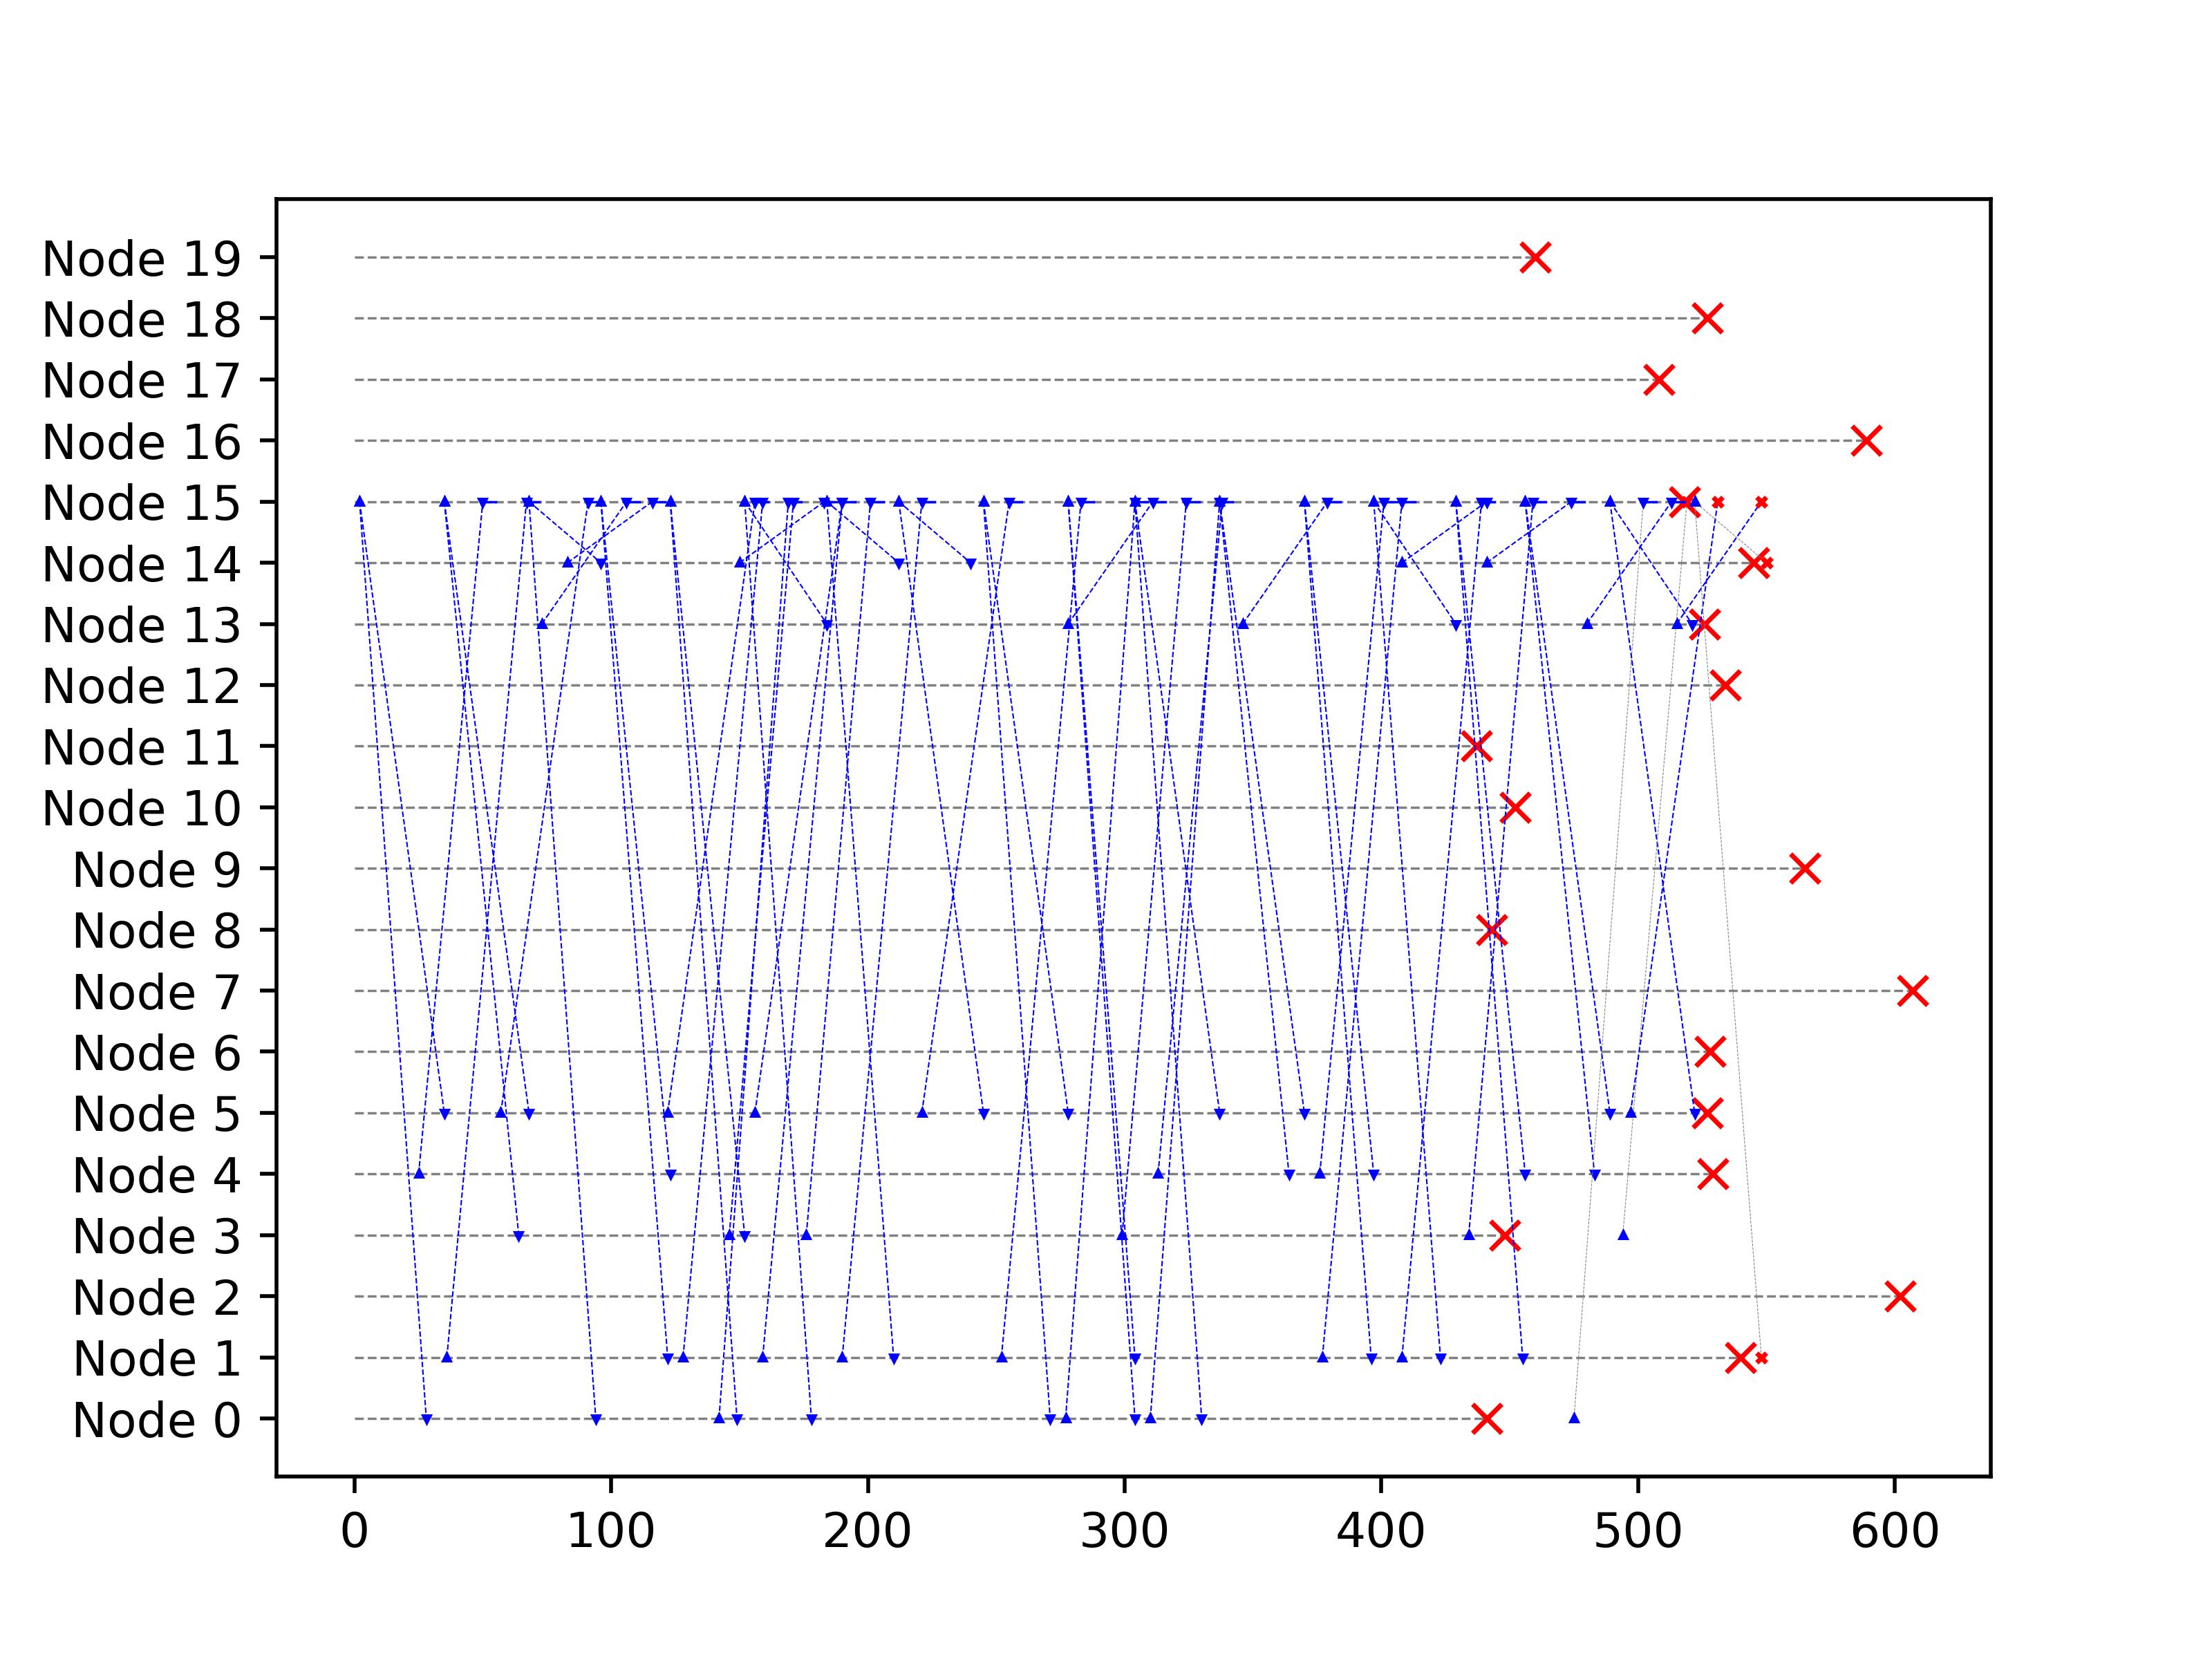 Node 19
Node 18
Node 17
Node 16
Node 15
Node 14
Node 13
Node 12
Node 11
Node 10
Node 9
Node 8
Node 7
Node 6
Node 5
Node 4
Node 3
Node 2
Node 1
Node 0
0 100 200 300 400 500 600